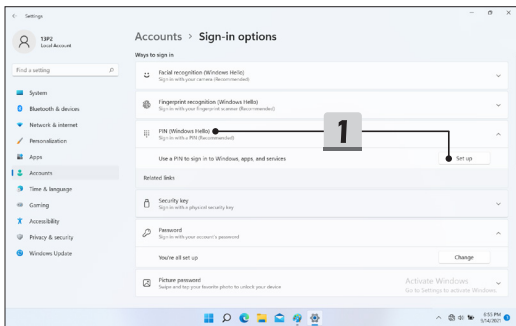 Settings
13P2
Local Account
Find a setting
System
Bluetooth & devices
Network & internet
Personalization
Apps
Accounts
Time & language
Gaming
Accessibility
Privacy & security
Windows Update
Accounts > Sign-in options
Ways to sign in
Facial recognition (Windows Hello)
Sign in with your camera (Recommended)
Fingerprint recognition (Windows Hello)
Sign in with your fingerprint scanner (Recommended)
PIN (Windows Hello)
Sign in with a PIN (Recommended)
1
Use a PIN to sign in to Windows, apps, and services
Set up
Related links
Security key
Sign in with a physical security key
Password
Sign in with your account's password
You're all set up
Change
Picture password
Swipe and tap your favorite photo to unlock your device
Activate Windows
Go to Settings to activate Windows.
6:55 PM
5/14/2021